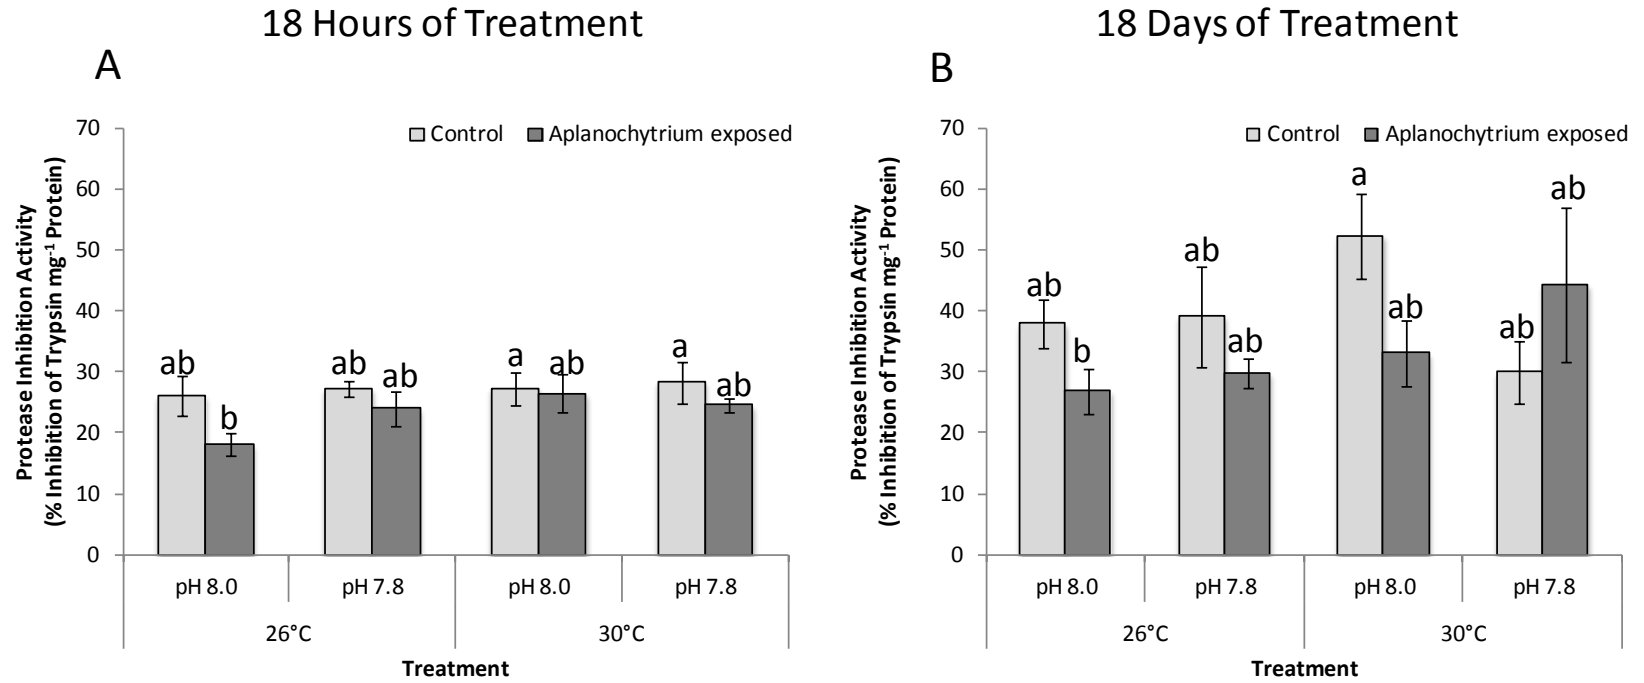 18 Hours of Treatment
A
Protease Inhibition Activity
(% Inhibition of Trypsin mg⁻¹ Protein)
70
60
50
40
30
20
10
0
Control
Aplanochytrium exposed
ab
b
ab
ab
a
ab
a
ab
pH 8.0
pH 7.8
pH 8.0
pH 7.8
26°C
30°C
Treatment
18 Days of Treatment
B
Protease Inhibition Activity
(% Inhibition of Trypsin mg⁻¹ Protein)
70
60
50
40
30
20
10
0
Control
Aplanochytrium exposed
ab
b
ab
ab
a
ab
ab
ab
pH 8.0
pH 7.8
pH 8.0
pH 7.8
26°C
30°C
Treatment